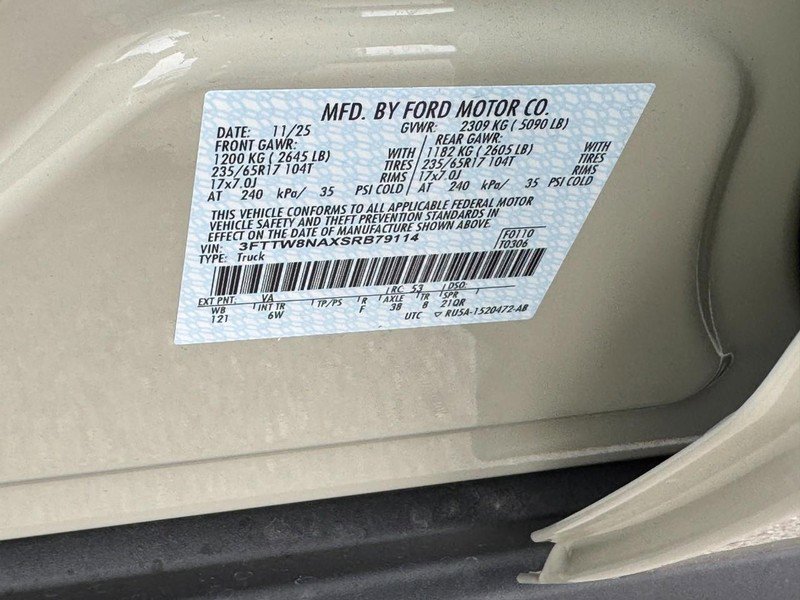 MFD. BY FORD MOTOR CO.
DATE: 11/25 GVWR: 2309 KG ( 5090 LB)
FRONT GAWR: REAR GAWR:
1200 KG ( 2645 LB) WITH 1182 KG ( 2605 LB) WITH
235/65R17 104T TIRES 235/65R17 104T TIRES
17x7.0J RIMS 17x7.0J RIMS
AT 240 kPa/ 35 PSI COLD AT 240 kPa/ 35 PSI COLD
THIS VEHICLE CONFORMS TO ALL APPLICABLE FEDERAL MOTOR
VEHICLE SAFETY AND THEFT PREVENTION STANDARDS IN
EFFECT ON THE DATE OF MANUFACTURE SHOWN ABOVE.
VIN: 3FTTW8NAXSRB79114 F0110
TYPE: Truck T0306
EXT PNT: VA RC: 53 DSO:
WB INT TR TP/PS R AXLE TR SPR
121 6W F 3B 8 21QR
UTC ▽ RUSA-1520472-AB